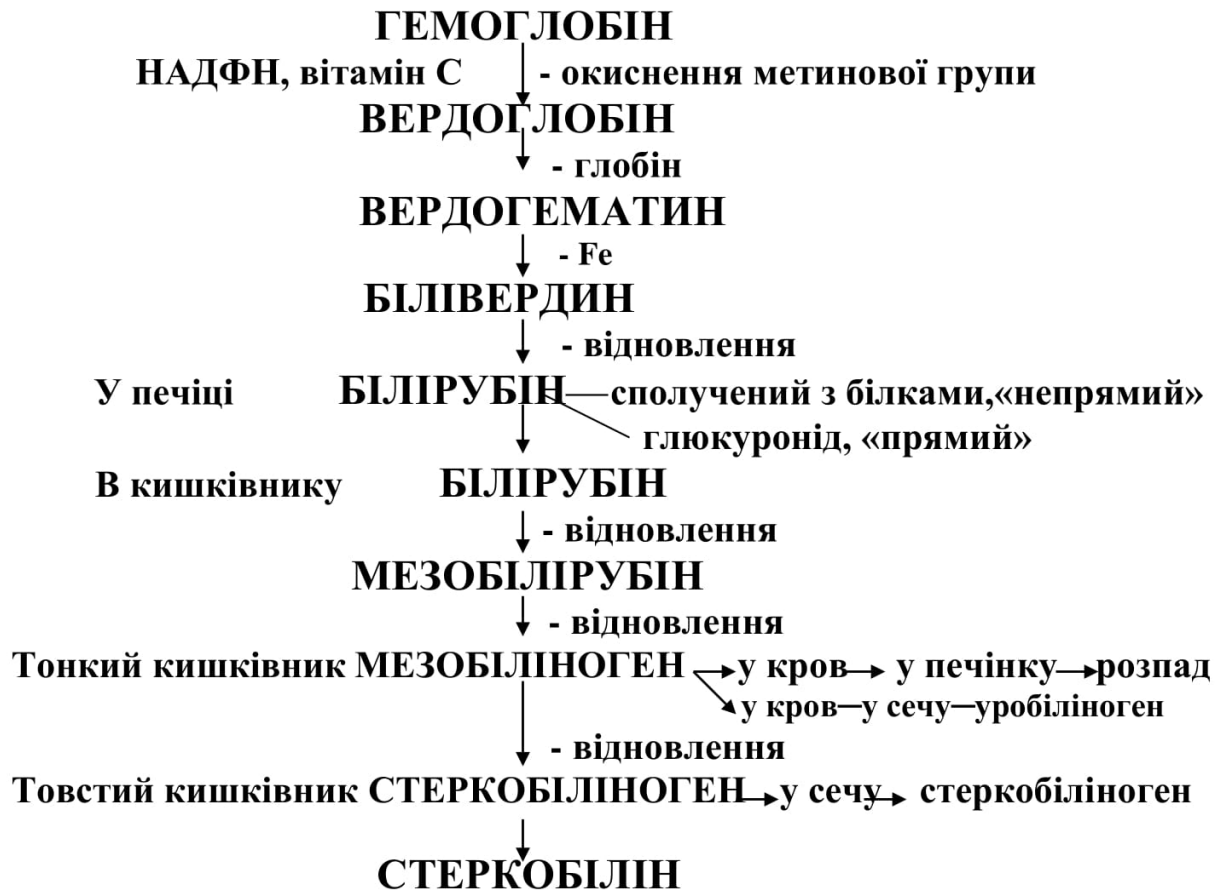 ГЕМОГЛОБІН
НАДФН, вітамін С - окиснення метинової групи
ВЕРДОГЛОБІН
- глобін
ВЕРДОГЕМАТИН
- Fe
БІЛІВЕРДИН
- відновлення
У печіці БІЛІРУБІН сполучений з білками,«непрямий»
глюкуронід, «прямий»
В кишківнику БІЛІРУБІН
- відновлення
МЕЗОБІЛІРУБІН
- відновлення
Тонкий кишківник МЕЗОБІЛІНОГЕН у кров у печінку розпад
у кров у сечу уробіліноген
- відновлення
Товстий кишківник СТЕРКОБІЛІНОГЕН у сечу стеркобіліноген
СТЕРКОБІЛІН